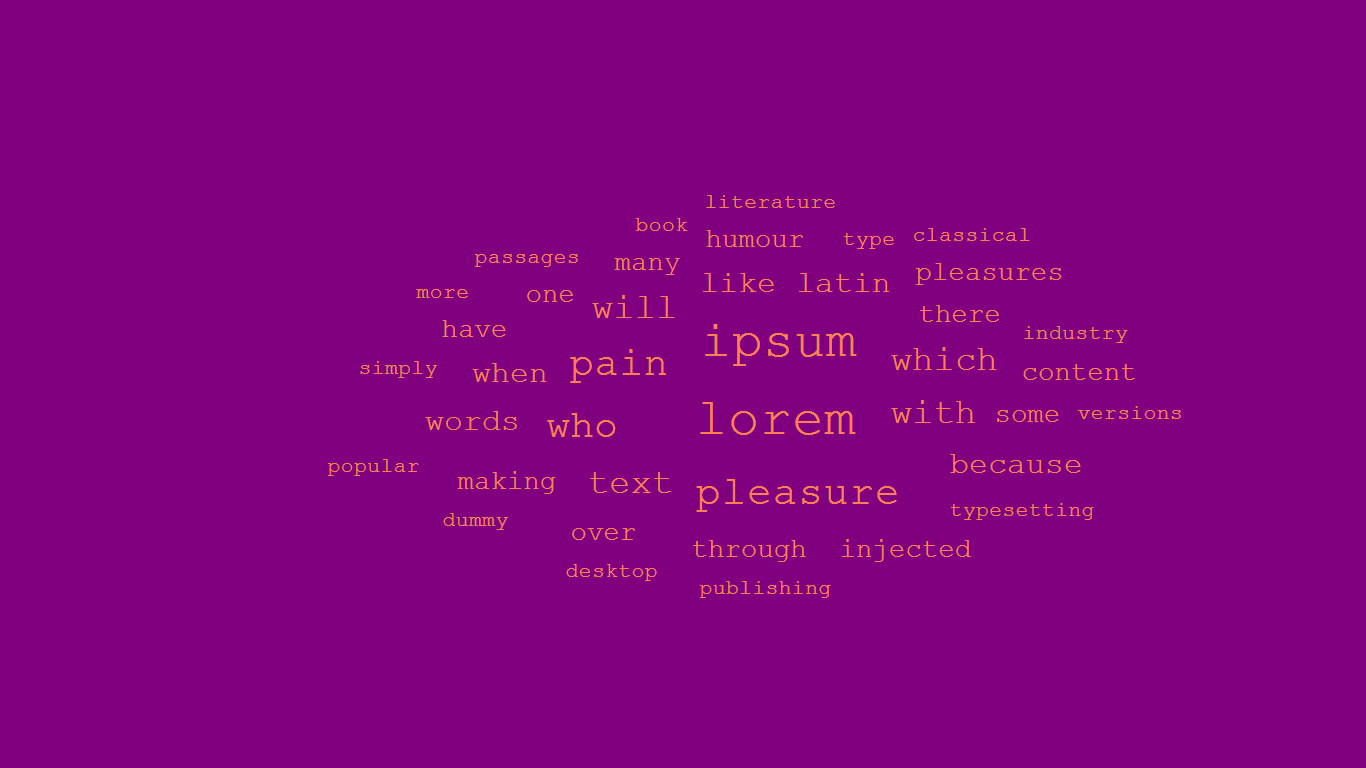 literature
book
humour type classical
passages many
like latin pleasures
more one will
have there
ipsum industry
simply when pain which content
words who lorem with some versions
popular because
making text pleasure
dummy typesetting
over through injected
desktop
publishing